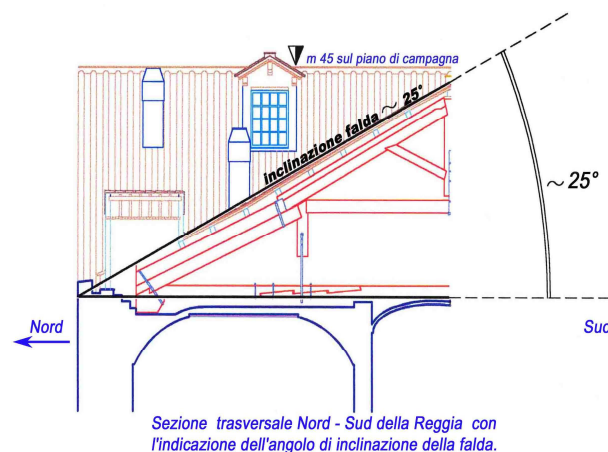 m 45 sul piano di campagna
inclinazione falda ~ 25°
~ 25°
Nord
Sud
Sezione trasversale Nord - Sud della Reggia con
l'indicazione dell'angolo di inclinazione della falda.